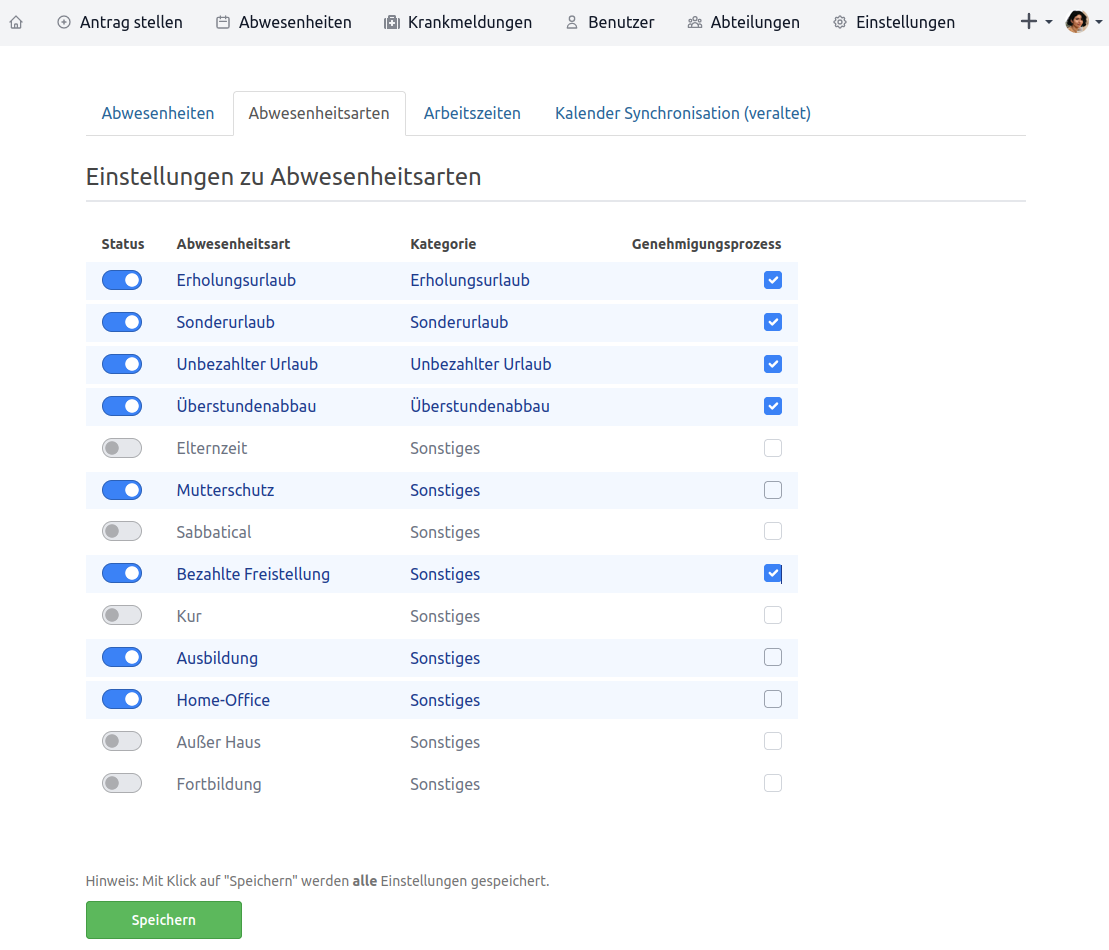 Antrag stellen Abwesenheiten Krankmeldungen Benutzer Abteilungen Einstellungen
Abwesenheiten Abwesenheitsarten Arbeitszeiten Kalender Synchronisation (veraltet)
Einstellungen zu Abwesenheitsarten
Status Abwesenheitsart Kategorie Genehmigungsprozess
Erholungsurlaub Erholungsurlaub
Sonderurlaub Sonderurlaub
Unbezahlter Urlaub Unbezahlter Urlaub
Überstundenabbau Überstundenabbau
Elternzeit Sonstiges
Mutterschutz Sonstiges
Sabbatical Sonstiges
Bezahlte Freistellung Sonstiges
Kur Sonstiges
Ausbildung Sonstiges
Home-Office Sonstiges
Außer Haus Sonstiges
Fortbildung Sonstiges
Hinweis: Mit Klick auf "Speichern" werden alle Einstellungen gespeichert.
Speichern